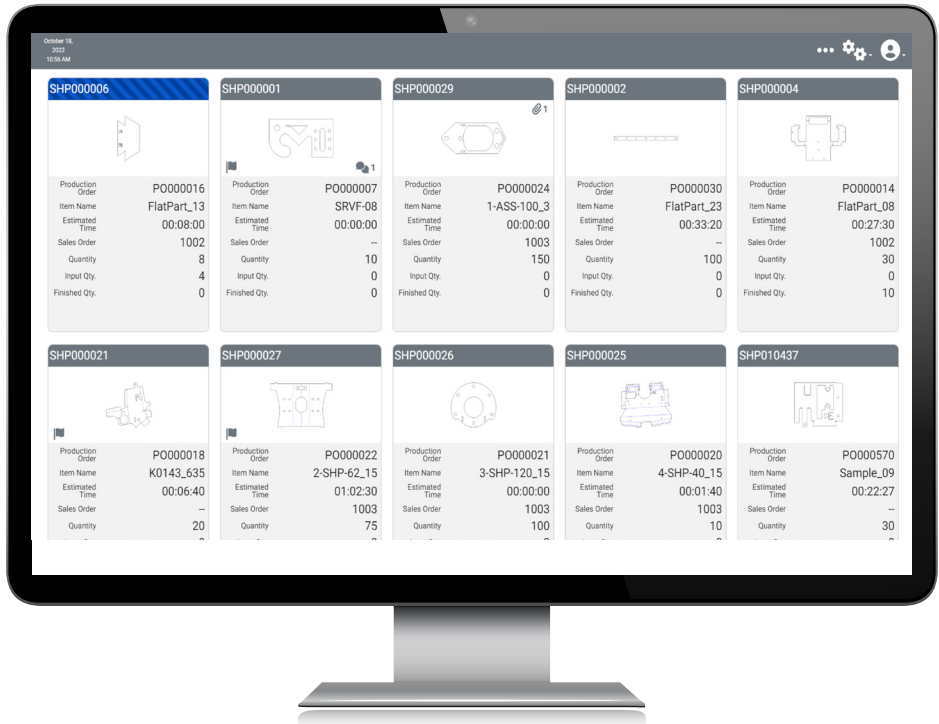 October 18,
2022
10:56 AM
SHP000006
SHP000001
SHP000029
SHP000002
SHP000004
1
1
Production
Order
PO000016
Item Name
FlatPart_13
Estimated
Time
00:08:00
Sales Order
1002
Quantity
8
Input Qty.
4
Finished Qty.
0
Production
Order
PO000007
Item Name
SRVF-08
Estimated
Time
00:00:00
Sales Order
--
Quantity
10
Input Qty.
0
Finished Qty.
0
Production
Order
PO000024
Item Name
1-ASS-100_3
Estimated
Time
00:00:00
Sales Order
1003
Quantity
150
Input Qty.
0
Finished Qty.
0
Production
Order
PO000030
Item Name
FlatPart_23
Estimated
Time
00:33:20
Sales Order
--
Quantity
100
Input Qty.
0
Finished Qty.
0
Production
Order
PO000014
Item Name
FlatPart_08
Estimated
Time
00:27:30
Sales Order
1002
Quantity
30
Input Qty.
0
Finished Qty.
10
SHP000021
SHP000027
SHP000026
SHP000025
SHP010437
Production
Order
PO000018
Item Name
K0143_635
Estimated
Time
00:06:40
Sales Order
--
Quantity
20
Production
Order
PO000022
Item Name
2-SHP-62_15
Estimated
Time
01:02:30
Sales Order
1003
Quantity
75
Production
Order
PO000021
Item Name
3-SHP-120_15
Estimated
Time
00:00:00
Sales Order
1003
Quantity
100
Production
Order
PO000020
Item Name
4-SHP-40_15
Estimated
Time
00:01:40
Sales Order
1003
Quantity
10
Production
Order
PO000570
Item Name
Sample_09
Estimated
Time
00:22:27
Sales Order
--
Quantity
30